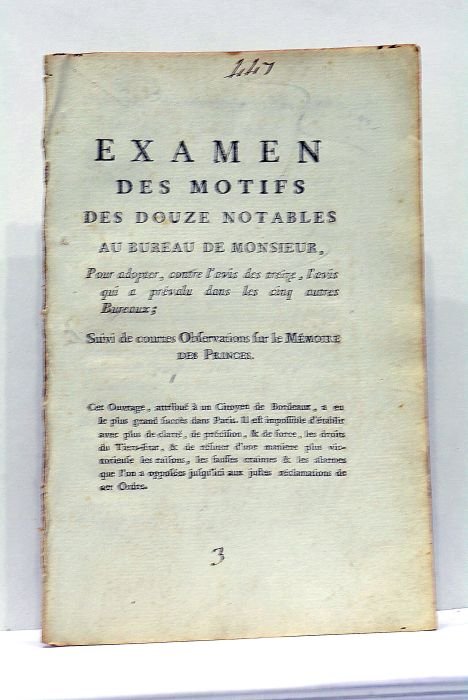 447
EXAMEN
DES MOTIFS
DES DOUZE NOTABLES
AU BUREAU DE MONSIEUR,
Pour adopter, contre l'avis des treize, l'avis
qui a prévalu dans les cinq autres
Bureaux;
Suivi de courtes Obſervations ſur le MÉMOIRE
DES PRINCES.
Cet Ouvrage, attribué à un Citoyen de Bordeaux, a eu
le plus grand ſuccès dans Paris. Il eſt impoſſible d'établir
avec plus de clarté, de préciſion, & de force, les droits
du Tiers-Etat, & de réfuter d'une maniere plus vic-
torieuſe les raiſons, les fauſſes craintes & les alarmes
que l'on a oppoſées juſqu'ici aux juſtes réclamations de
cet Ordre.
3